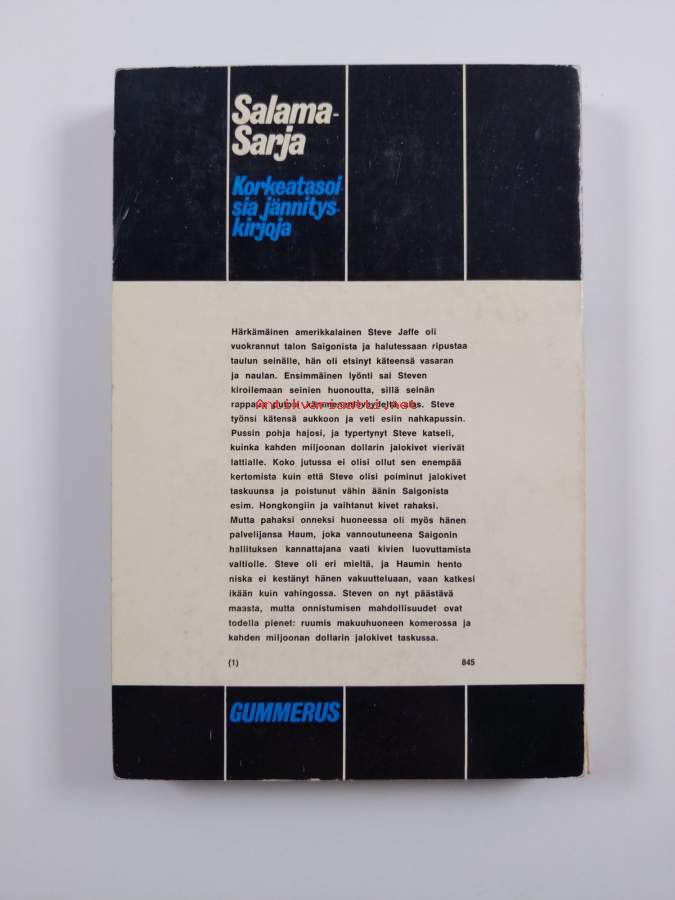 Salama-
Sarja
Korkeatasoi-
sia jännitys-
kirjoja
Härkämäinen amerikkalainen Steve Jaffe oli
vuokrannut talon Saigonista ja halutessaan ripustaa
taulun seinälle, hän oli etsinyt käteensä vasaran
ja naulan. Ensimmäinen lyönti sai Steven
kiroilemaan seinien huonoutta, sillä seinän
rappaus putosi kämmenen leveydeltä alas. Steve
Antikvariaatti.net
työnsi kätensä aukkoon ja veti esiin nahkapussin.
Pussin pohja hajosi, ja typertynyt Steve katseli,
kuinka kahden miljoonan dollarin jalokivet vierivät
lattialle. Koko jutussa ei olisi ollut sen enempää
kertomista kuin että Steve olisi poiminut jalokivet
taskuunsa ja poistunut vähin äänin Saigonista
esim. Hongkongiin ja vaihtanut kivet rahaksi.
Mutta pahaksi onneksi huoneessa oli myös hänen
palvelijansa Haum, joka vannoutuneena Saigonin
hallituksen kannattajana vaati kivien luovuttamista
valtiolle. Steve oli eri mieltä, ja Haumin hento
niska ei kestänyt hänen vakuutteluaan, vaan katkesi
ikään kuin vahingossa. Steven on nyt päästävä
maasta, mutta onnistumisen mahdollisuudet ovat
todella pienet: ruumis makuuhuoneen komerossa ja
kahden miljoonan dollarin jalokivet taskussa.
(1) 845
GUMMERUS